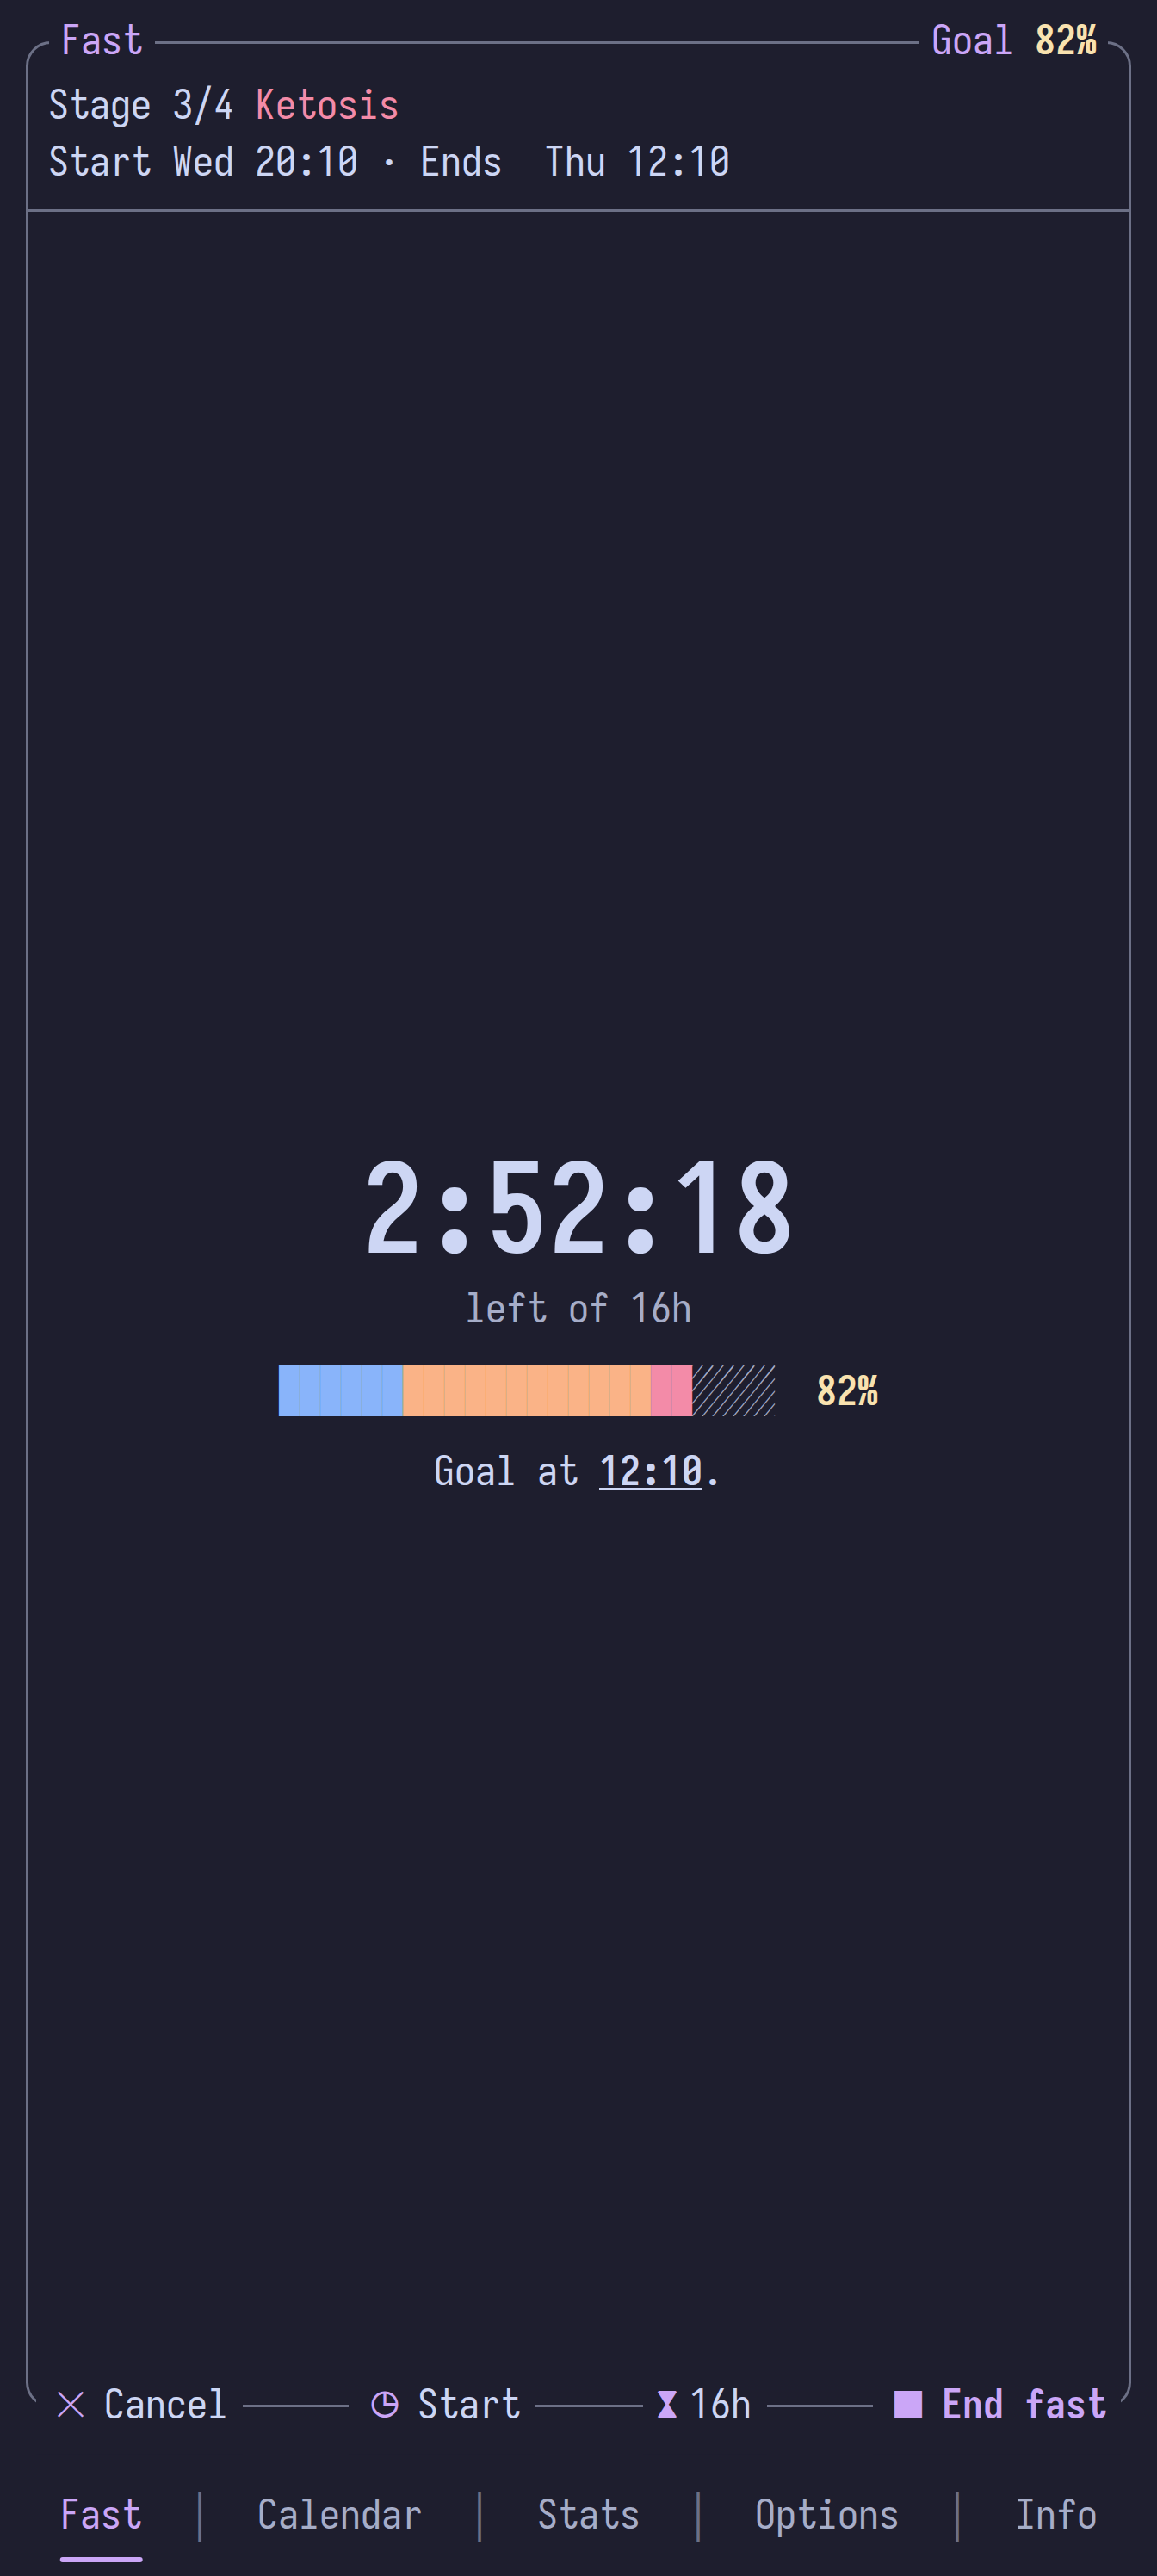 Fast Goal 82%
Stage 3/4 Ketosis
Start Wed 20:10 · Ends Thu 12:10
2:52:18
left of 16h
82%
Goal at 12:10.
Cancel Start 16h End fast
Fast | Calendar | Stats | Options | Info